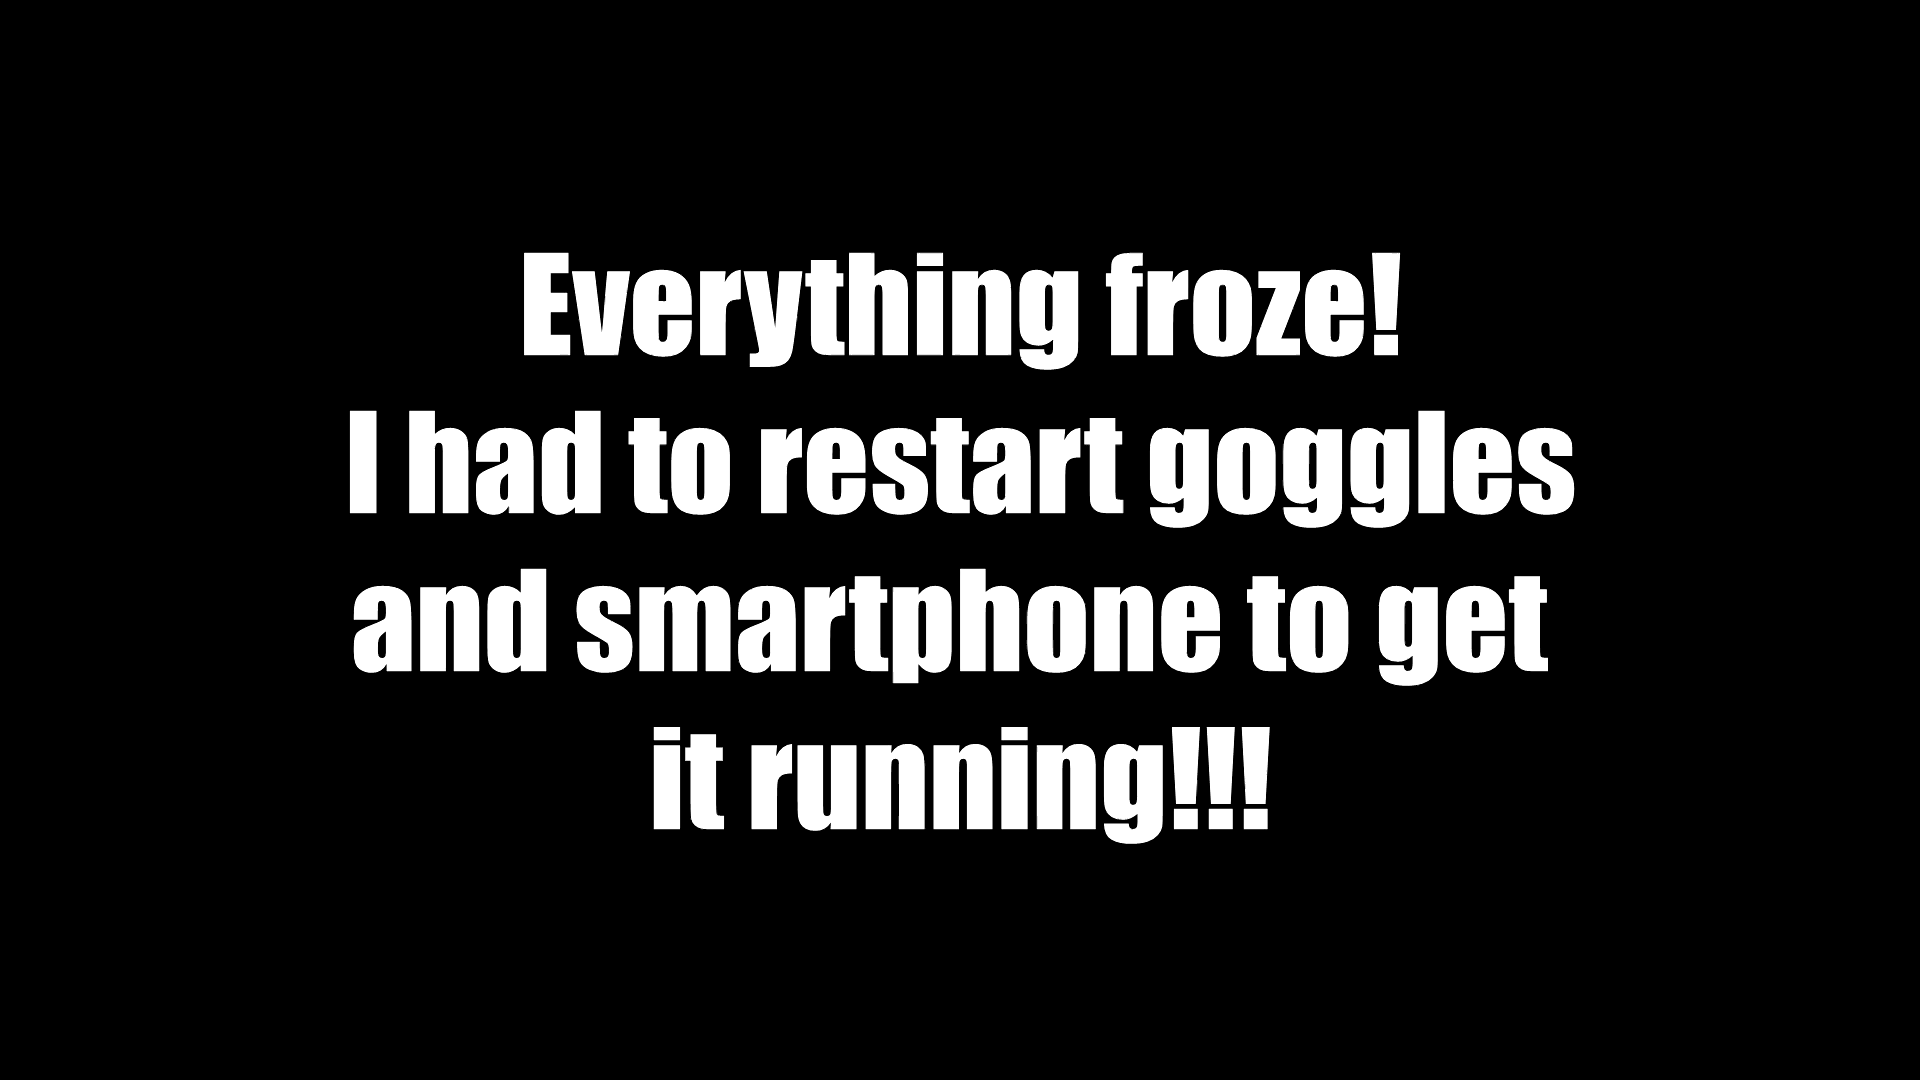 Everything froze!
I had to restart goggles
and smartphone to get
it running!!!